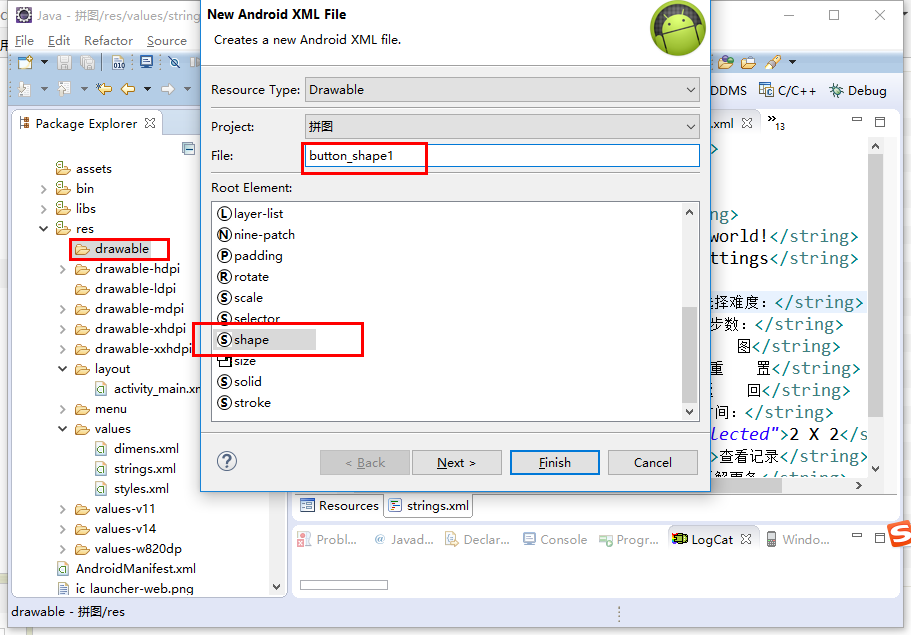 Java - 拼图/res/values/string
File Edit Refactor Source
New Android XML File
Creates a new Android XML file.
Resource Type: Drawable
Project: 拼图
File: button_shape1
Root Element:
layer-list
nine-patch
padding
rotate
scale
selector
shape
size
solid
stroke
< Back
Next >
Finish
Cancel
Package Explorer
assets
bin
libs
res
drawable
drawable-hdpi
drawable-ldpi
drawable-mdpi
drawable-xhdpi
drawable-xxhdpi
layout
activity_main.xm
menu
values
dimens.xml
strings.xml
styles.xml
values-v11
values-v14
values-w820dp
AndroidManifest.xml
ic_launcher-web.png
drawable - 拼图/res
DDMS C/C++ Debug
.xml
13
ng>
world!</string>
ttings</string>
选择难度：</string>
步数：</string>
图</string>
重 置</string>
回</string>
时间：</string>
lected">2 X 2</s
>查看记录</string>
Resources strings.xml
Probl... Javad... Declar... Console Progr... LogCat Windo...